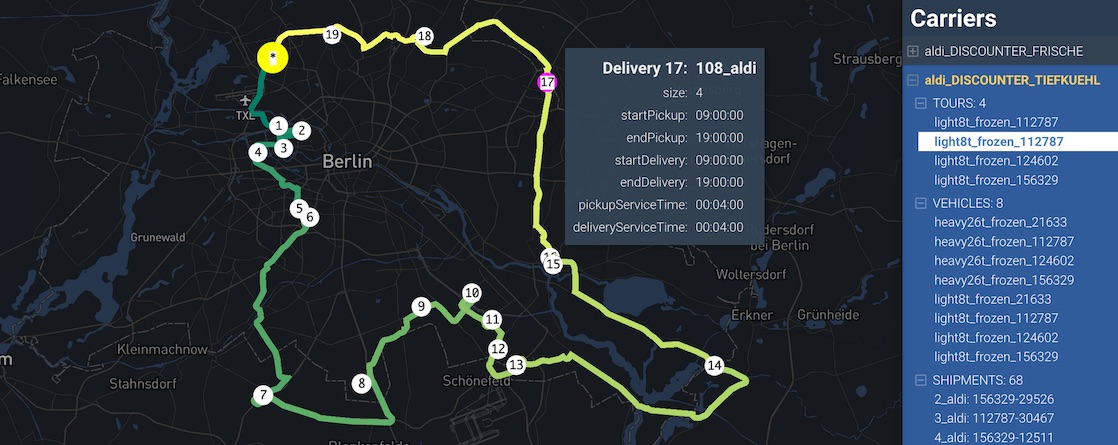 Carriers
aldi_DISCOUNTER_FRISCHE
aldi_DISCOUNTER_TIEFKUEHL
TOURS: 4
light8t_frozen_112787
light8t_frozen_112787
light8t_frozen_124602
light8t_frozen_156329
VEHICLES: 8
heavy26t_frozen_21633
heavy26t_frozen_112787
heavy26t_frozen_124602
heavy26t_frozen_156329
light8t_frozen_21633
light8t_frozen_112787
light8t_frozen_124602
light8t_frozen_156329
SHIPMENTS: 68
2_aldi: 156329-29526
3_aldi: 112787-30467
4_aldi: 156329-12511
Delivery 17: 108_aldi
size: 4
startPickup: 09:00:00
endPickup: 19:00:00
startDelivery: 09:00:00
endDelivery: 19:00:00
pickupServiceTime: 00:04:00
deliveryServiceTime: 00:04:00
*
19
18
17
1
2
3
4
5
6
7
8
9
10
11
12
13
14
15
Falkensee
TXL
Berlin
Strausberg
Grunewald
bei Berlin
Woltersdorf
Erkner
Grünheide
Kleinmachnow
Stahnsdorf
Schönefeld